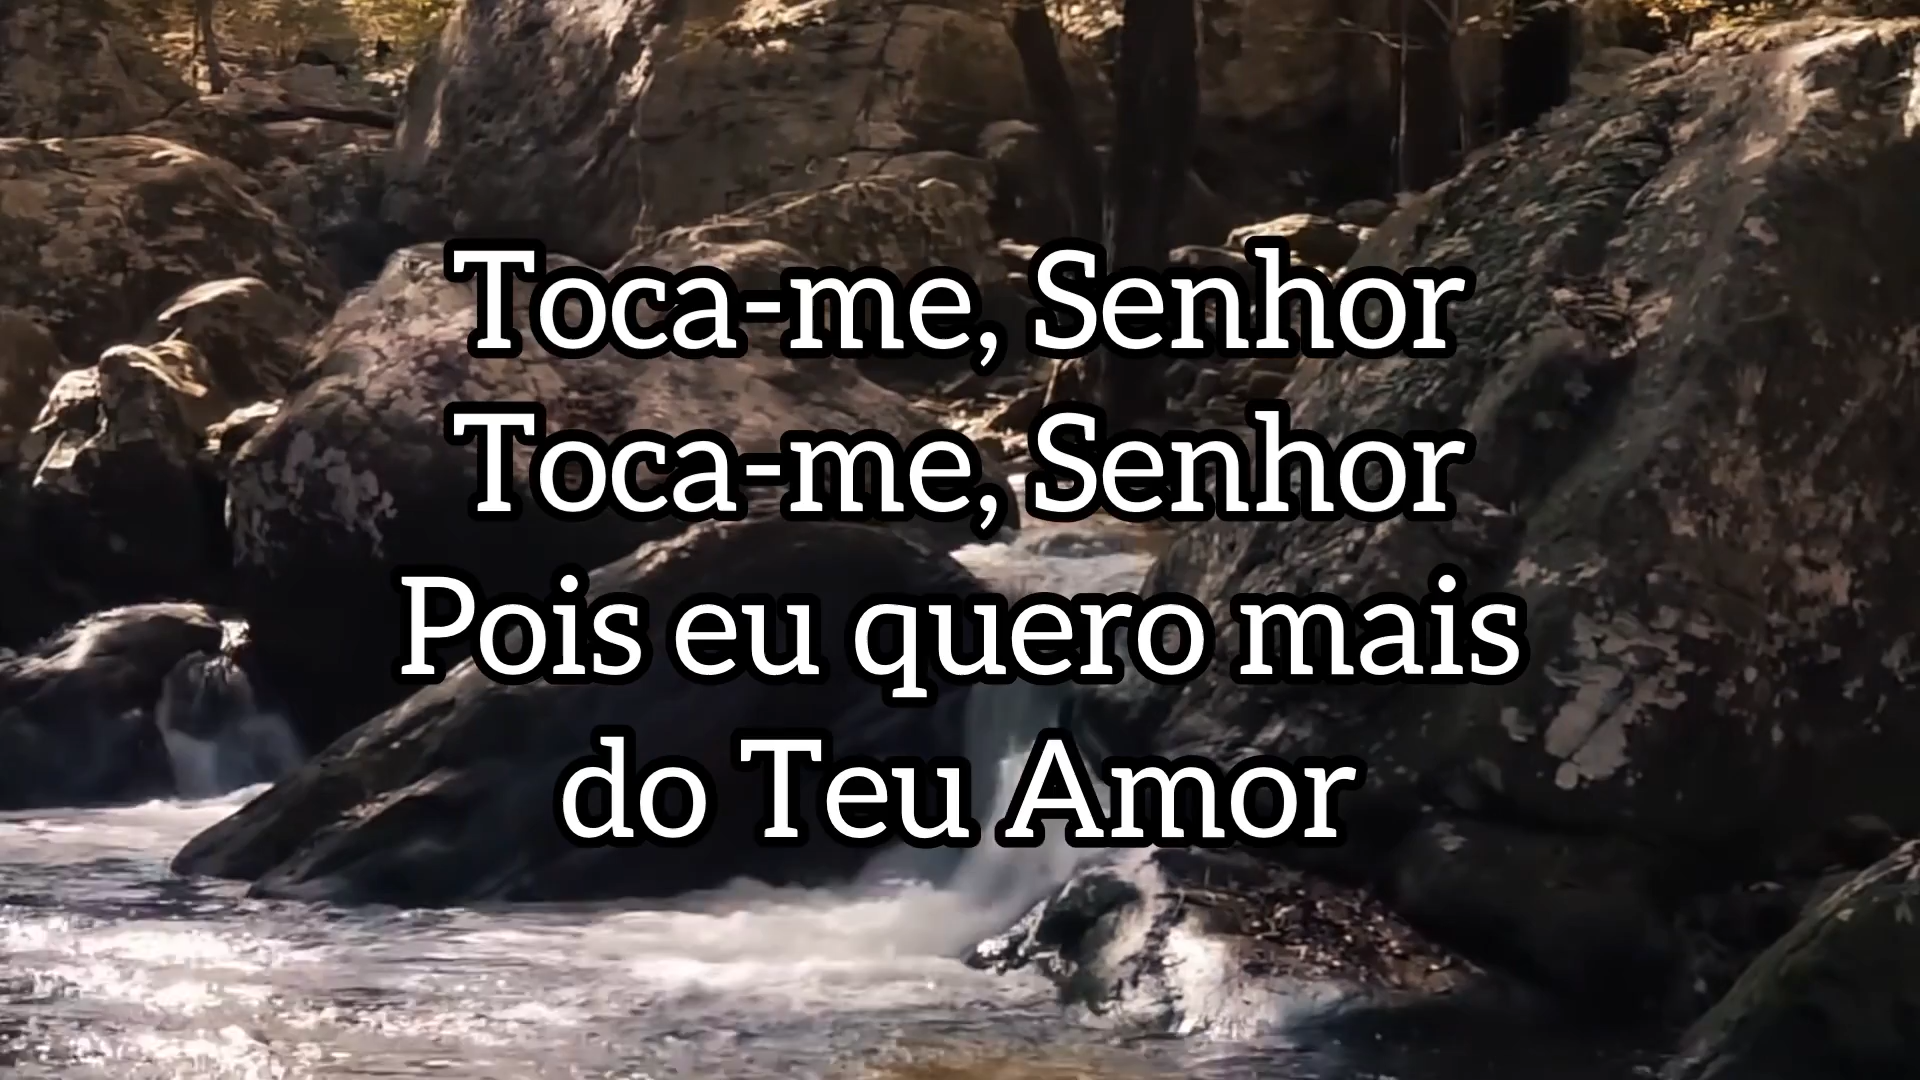 Toca-me, Senhor
Toca-me, Senhor
Pois eu quero mais
do Teu Amor